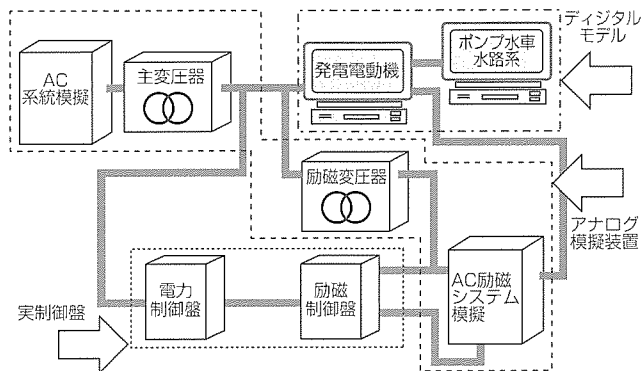 ディジタル
モデル
AC
系統模擬
主変圧器
発電電動機
ポンプ水車
水路系
励磁変圧器
アナログ
模擬装置
実制御盤
電力
制御盤
励磁
制御盤
AC励磁
システム
模擬